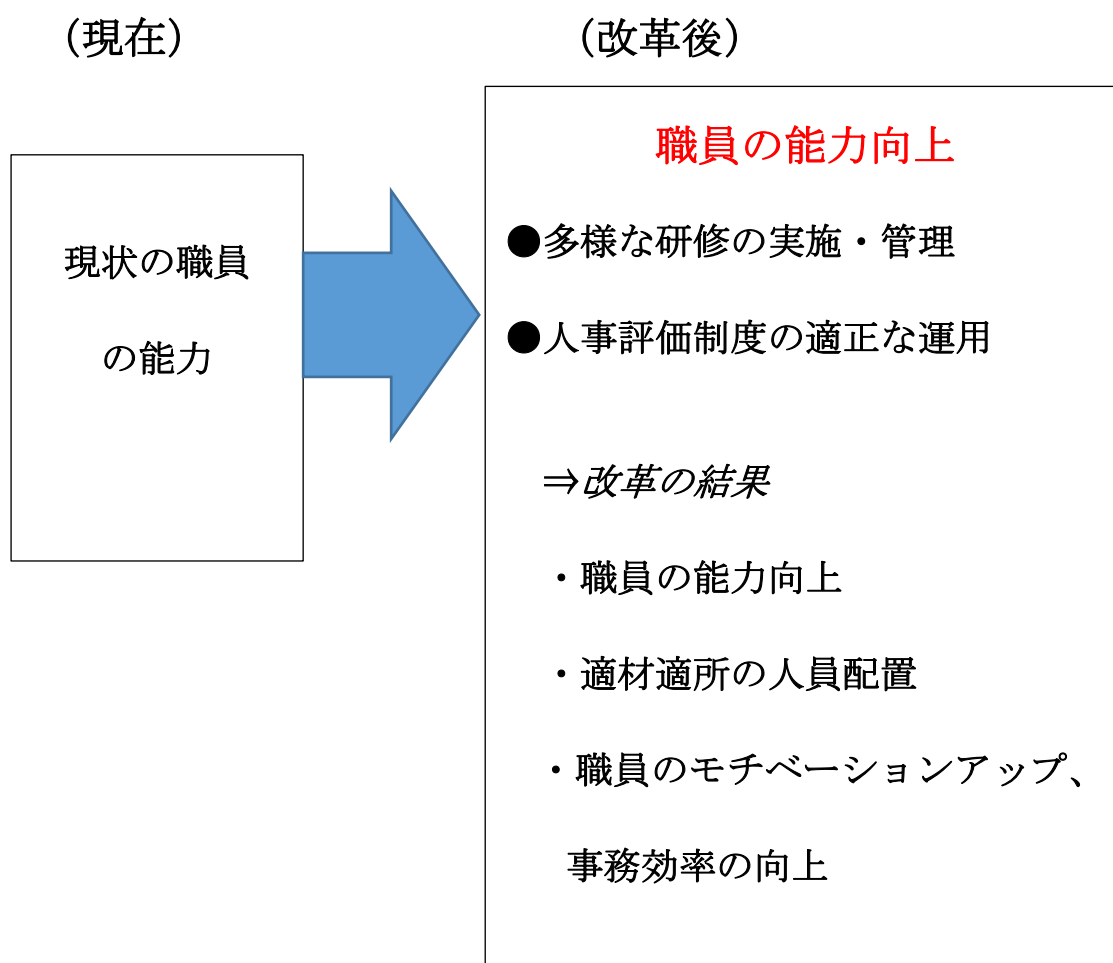 （現在）
（改革後）
現状の職員
の能力
職員の能力向上
●多様な研修の実施・管理
●人事評価制度の適正な運用
⇒改革の結果
・職員の能力向上
・適材適所の人員配置
・職員のモチベーションアップ、
事務効率の向上